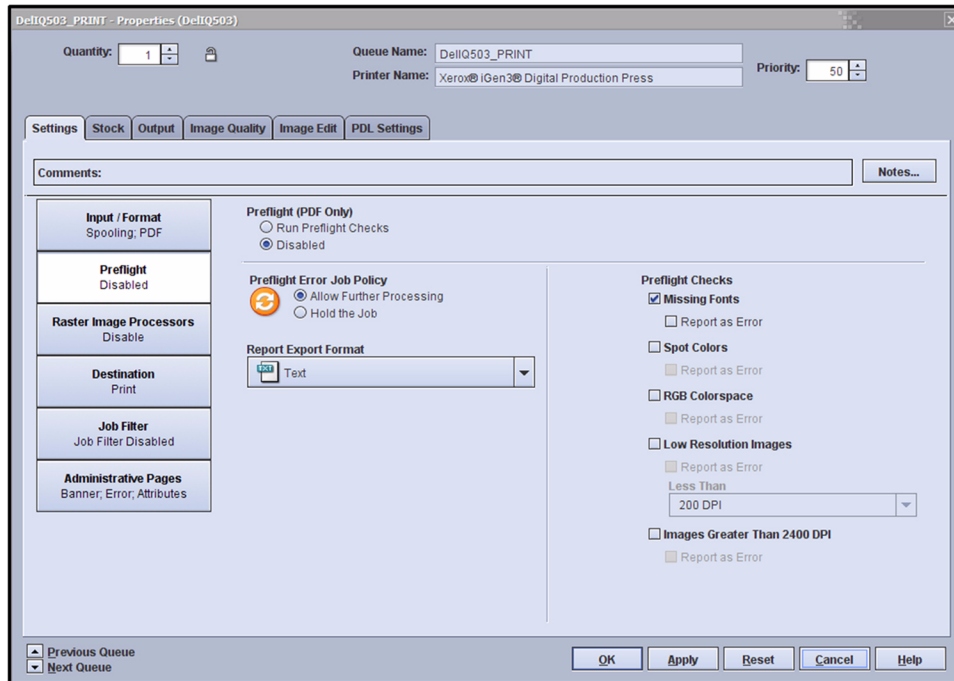 DelIQ503_PRINT - Properties (DelIQ503)
Quantity: 1
Queue Name: DelIQ503_PRINT
Printer Name: Xerox® iGen3® Digital Production Press
Priority: 50
Settings Stock Output Image Quality Image Edit PDL Settings
Comments: Notes...
Input / Format
Spooling; PDF
Preflight
Disabled
Raster Image Processors
Disable
Destination
Print
Job Filter
Job Filter Disabled
Administrative Pages
Banner; Error; Attributes
Preflight (PDF Only)
Run Preflight Checks
Disabled
Preflight Error Job Policy
Allow Further Processing
Hold the Job
Report Export Format
TXT Text
Preflight Checks
Missing Fonts
Report as Error
Spot Colors
Report as Error
RGB Colorspace
Report as Error
Low Resolution Images
Report as Error
Less Than
200 DPI
Images Greater Than 2400 DPI
Report as Error
Previous Queue
Next Queue
OK Apply Reset Cancel Help